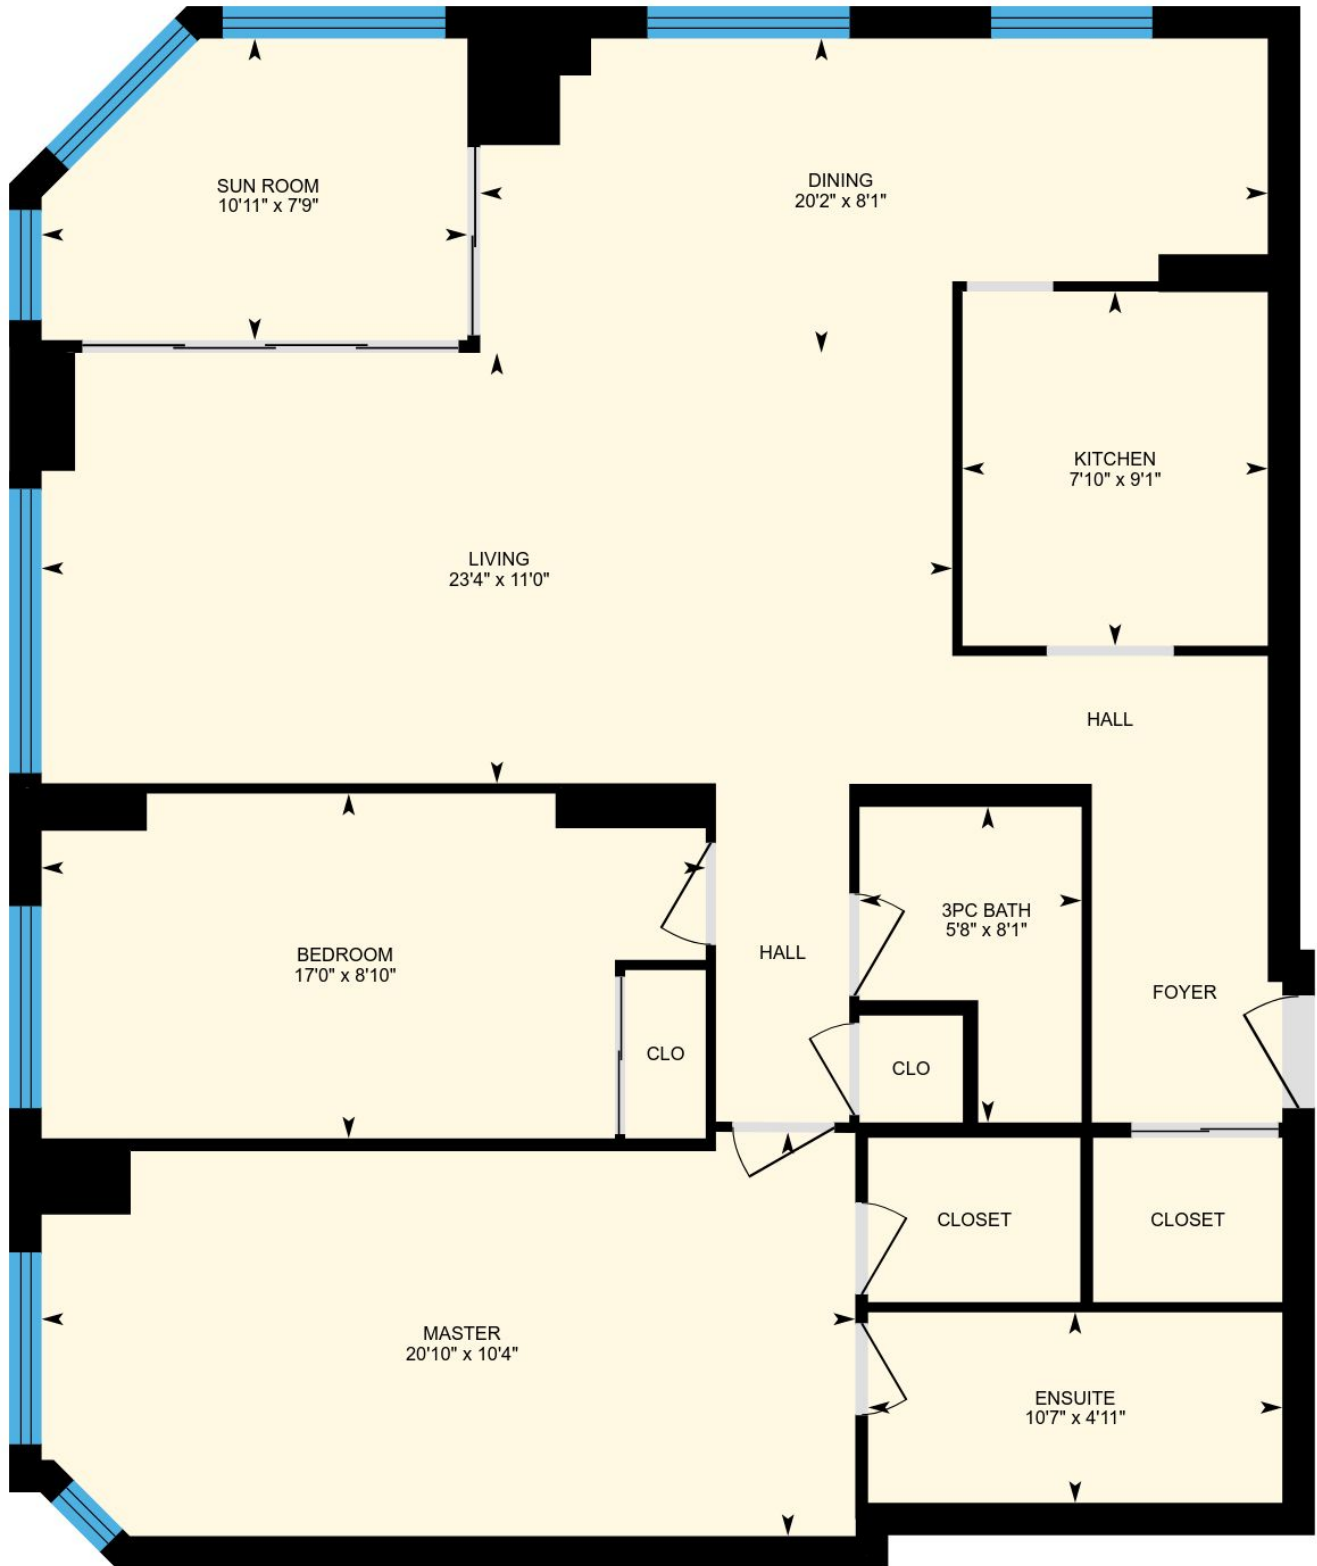 SUN ROOM
10'11" x 7'9"
DINING
20'2" x 8'1"
KITCHEN
7'10" x 9'1"
LIVING
23'4" x 11'0"
HALL
BEDROOM
17'0" x 8'10"
HALL
3PC BATH
5'8" x 8'1"
FOYER
CLO
CLO
CLOSET
CLOSET
MASTER
20'10" x 10'4"
ENSUITE
10'7" x 4'11"